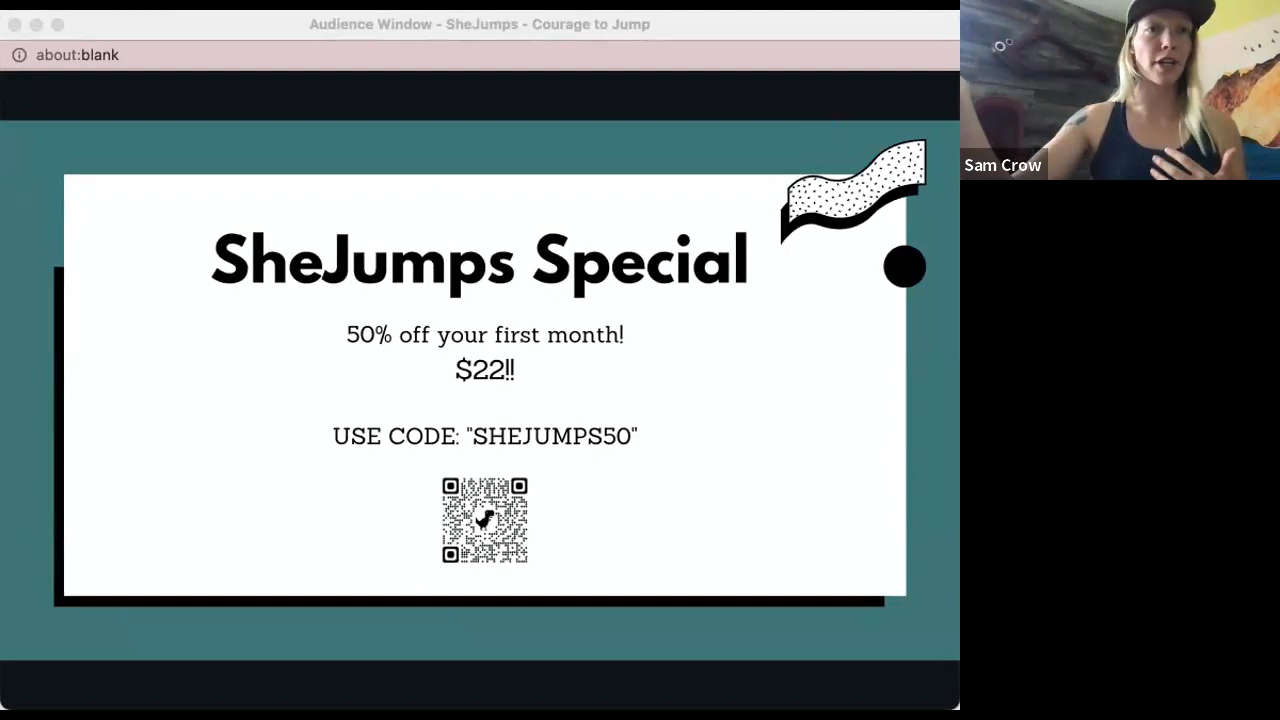 Audience Window - SheJumps - Courage to Jump
about:blank
SheJumps Special
50% off your first month!
$22!!
USE CODE: "SHEJUMPS50"
Sam Crow